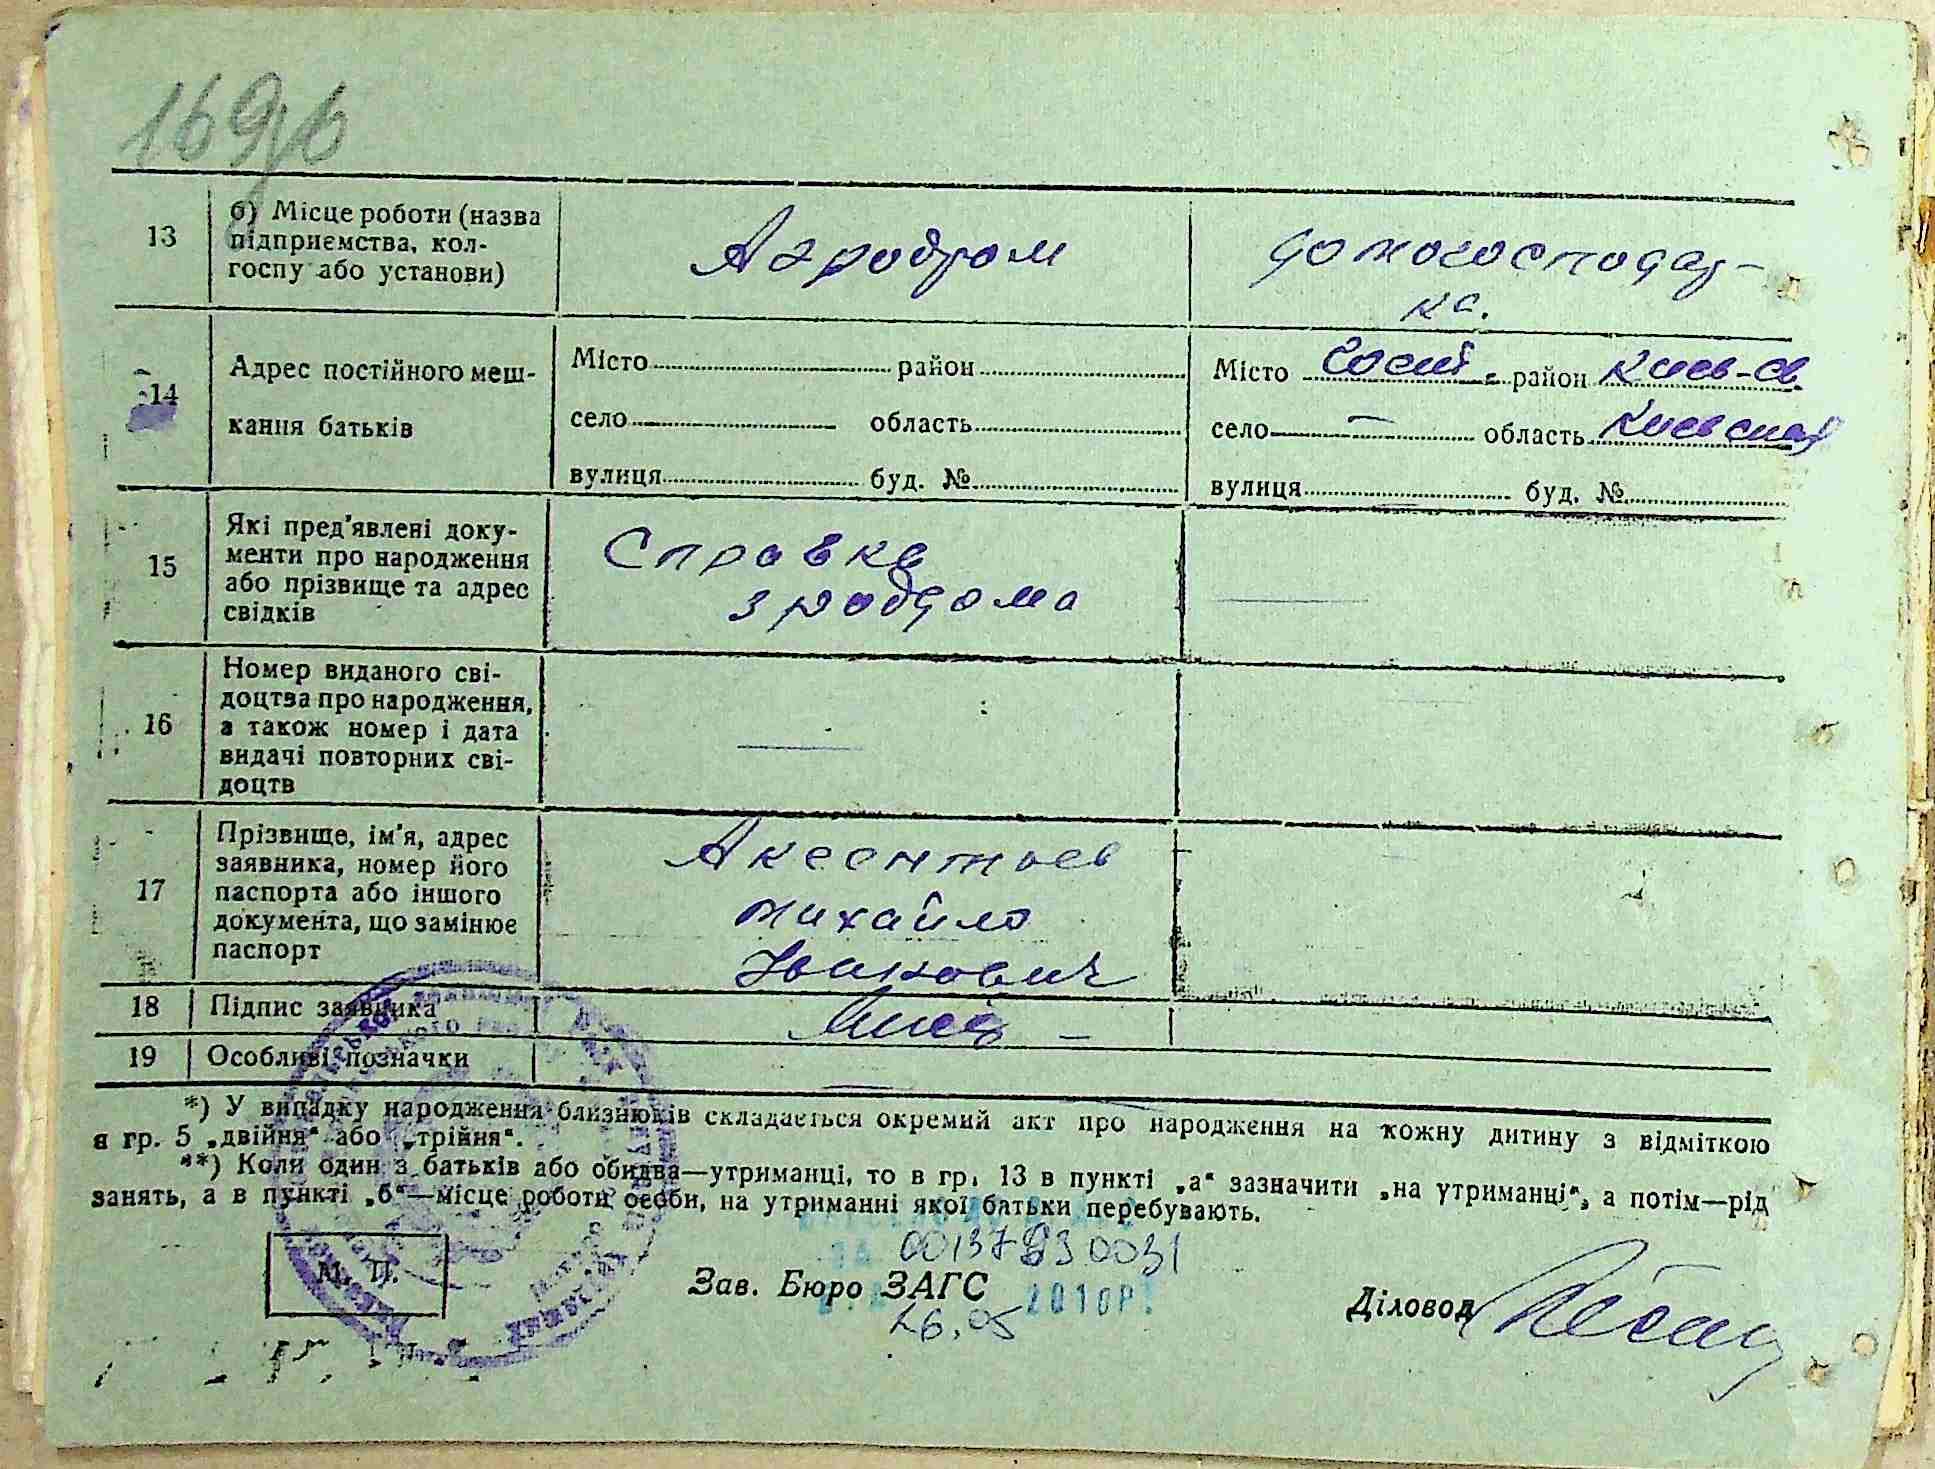 13
б) Місце роботи (назва
підприємства, кол-
госпу або установи)
Аэродром
домогосподар-
ка.
14
Адрес постійного меш-
кання батьків
Місто район
село область
вулиця буд. №
Місто район Киев-Св.
село — область Киевская
вулиця буд. №
15
Які пред'явлені доку-
менти про народження
або прізвище та адрес
свідків
Справка
з роддома
16
Номер виданого сві-
доцтва про народження,
а також номер і дата
видачі повторних сві-
доцтв
17
Прізвище, ім'я, адрес
заявника, номер його
паспорта або іншого
документа, що замінює
паспорт
Аксентьев
Михайло
Іванович
18
Підпис заявника
19
Особливі позначки
*) У випадку народження близнюків складається окремий акт про народження на кожну дитину з відміткою
в гр. 5 „двійня“ або „трійня“.
**) Коли один з батьків або обидва—утриманці, то в гр. 13 в пункті „а“ зазначити „на утриманці“, а потім—рід
занять, а в пункті „б“—місце роботи особи, на утриманні якої батьки перебувають.
М. П.
00137930031
Зав. Бюро ЗАГС
26.05 2010Р.
Діловод